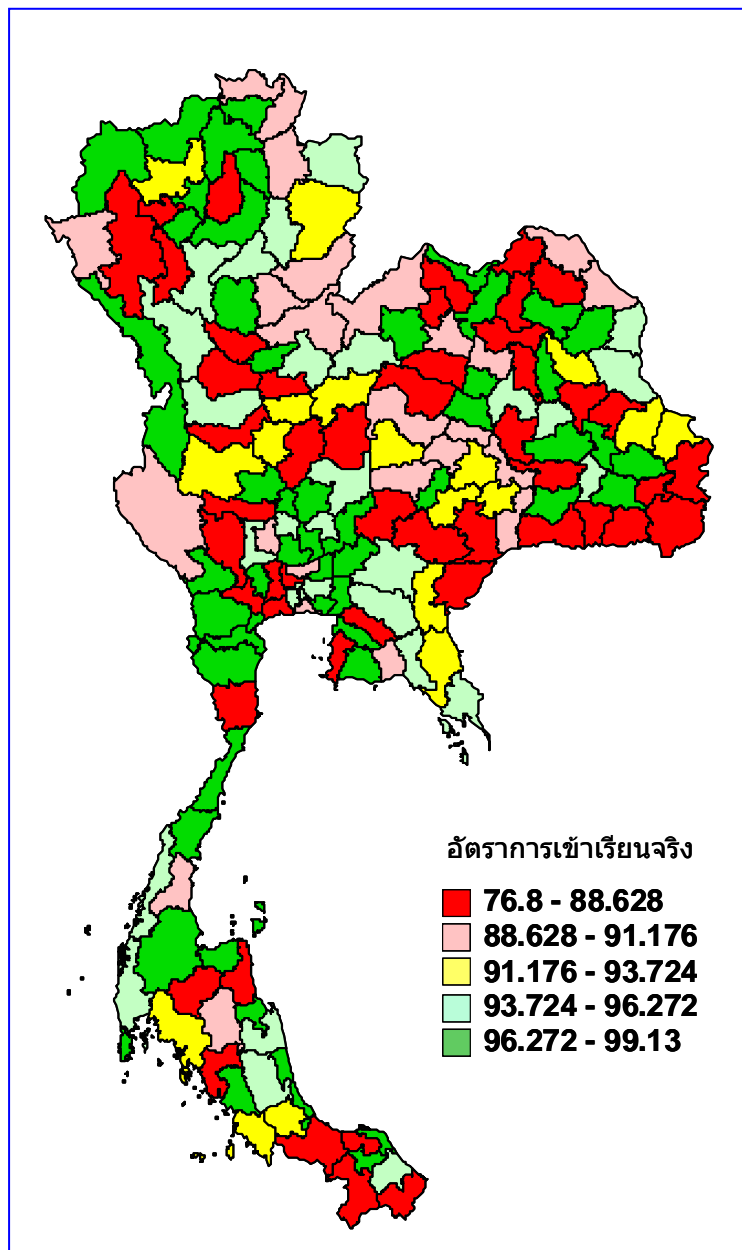 อัตราการเข้าเรียนจริง
76.8 - 88.628
88.628 - 91.176
91.176 - 93.724
93.724 - 96.272
96.272 - 99.13